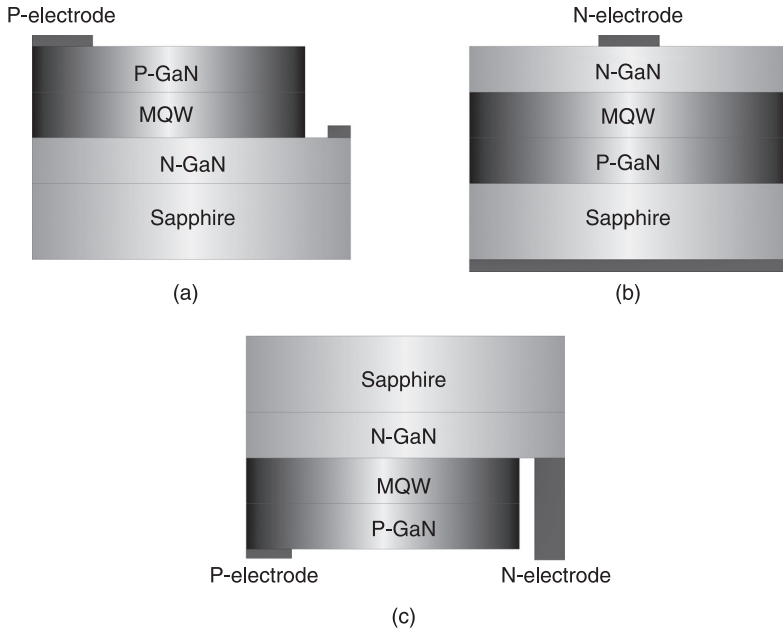 P-electrode
P-GaN
MQW
N-GaN
Sapphire
(a)
N-electrode
N-GaN
MQW
P-GaN
Sapphire
(b)
Sapphire
N-GaN
MQW
P-GaN
P-electrode
N-electrode
(c)